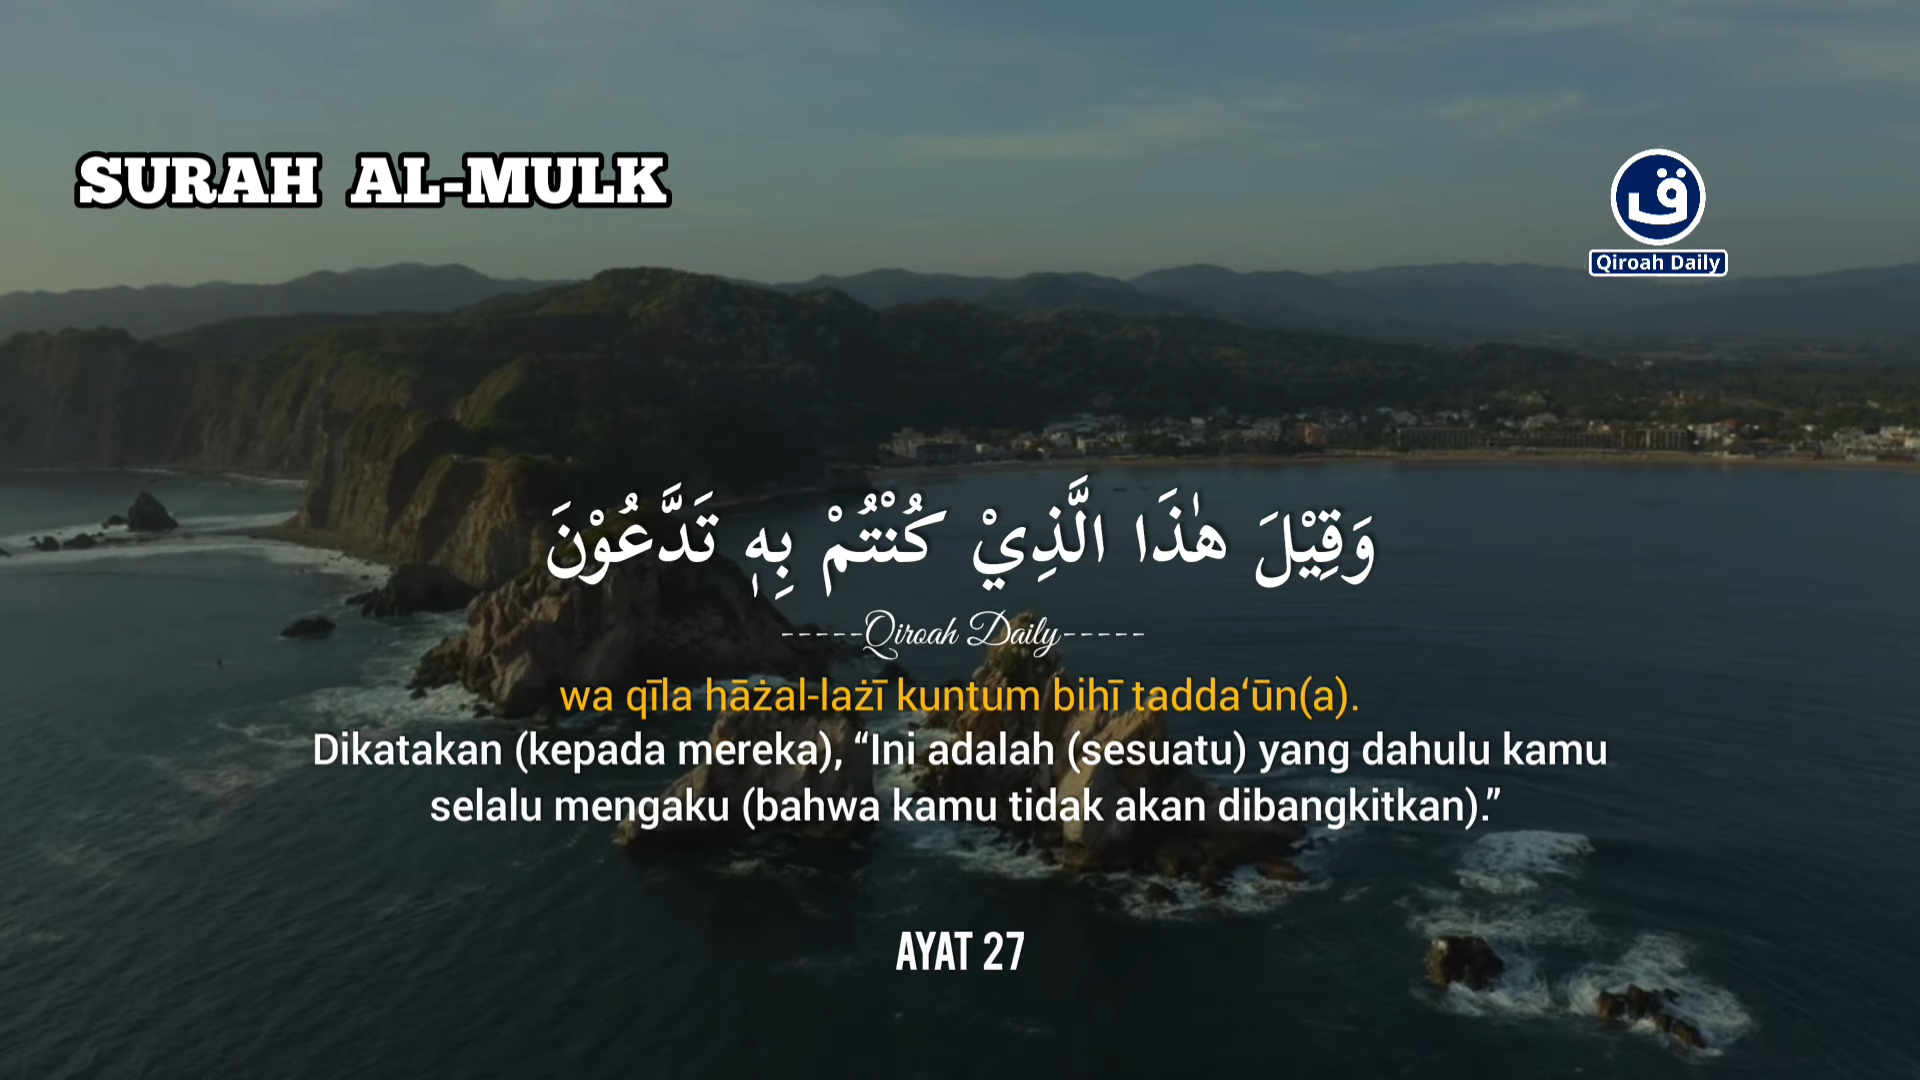 SURAH AL-MULK
ق
Qiroah Daily
وَقِيْلَ هٰذَا الَّذِيْ كُنْتُمْ بِهٖ تَدَّعُوْنَ
-----Qiroah Daily-----
wa qīla hāżal-lażī kuntum bihī tadda‘ūn(a).
Dikatakan (kepada mereka), “Ini adalah (sesuatu) yang dahulu kamu
selalu mengaku (bahwa kamu tidak akan dibangkitkan).”
AYAT 27